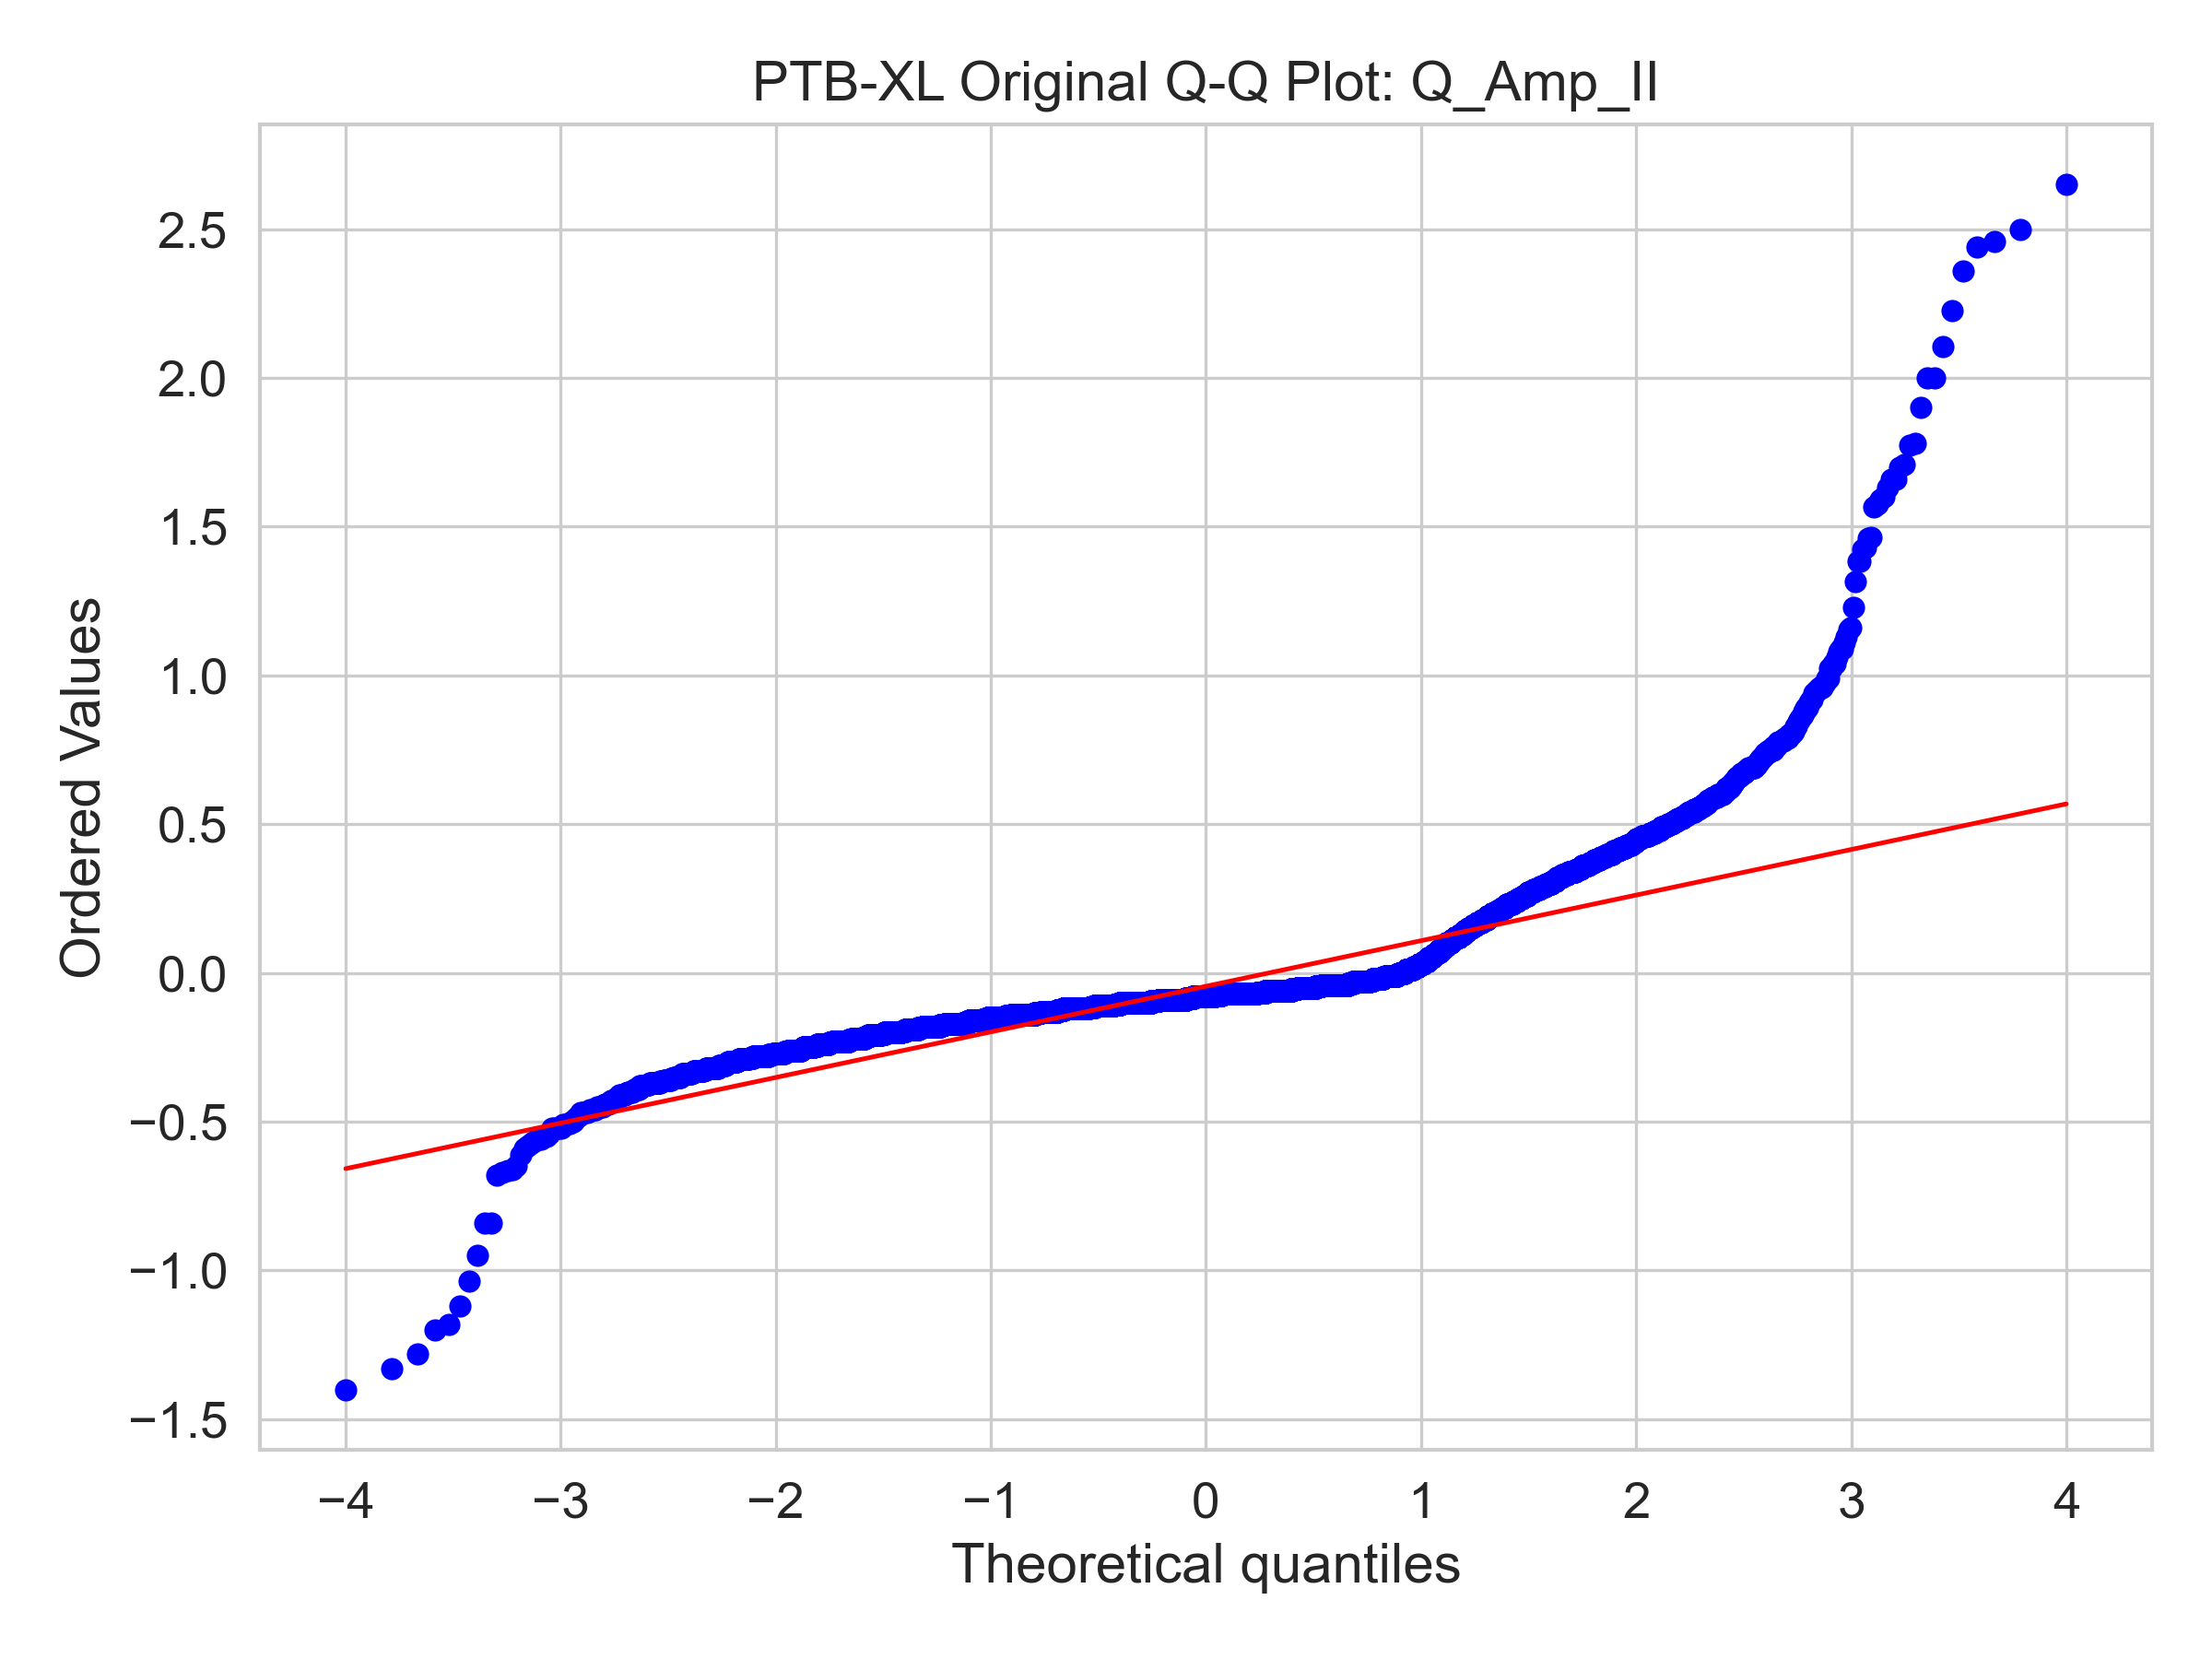 PTB-XL Original Q-Q Plot: Q_Amp_II
Ordered Values
2.5
2.0
1.5
1.0
0.5
0.0
−0.5
−1.0
−1.5
−4 −3 −2 −1 0 1 2 3 4
Theoretical quantiles